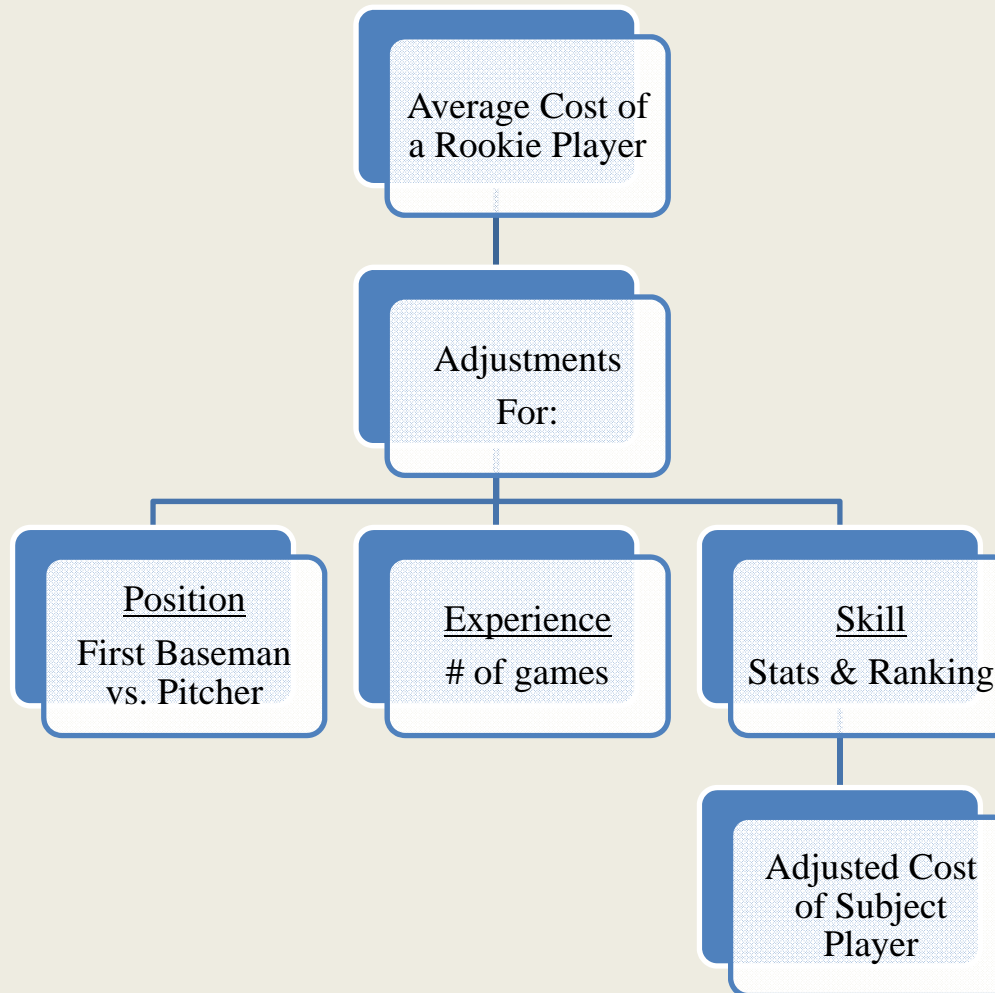 Average Cost of
a Rookie Player
Adjustments
For:
Position
First Baseman
vs. Pitcher
Experience
# of games
Skill
Stats & Ranking
Adjusted Cost
of Subject
Player